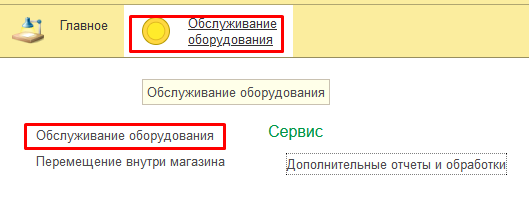 Главное
Обслуживание
оборудования
Обслуживание оборудования
Обслуживание оборудования
Сервис
Перемещение внутри магазина
Дополнительные отчеты и обработки